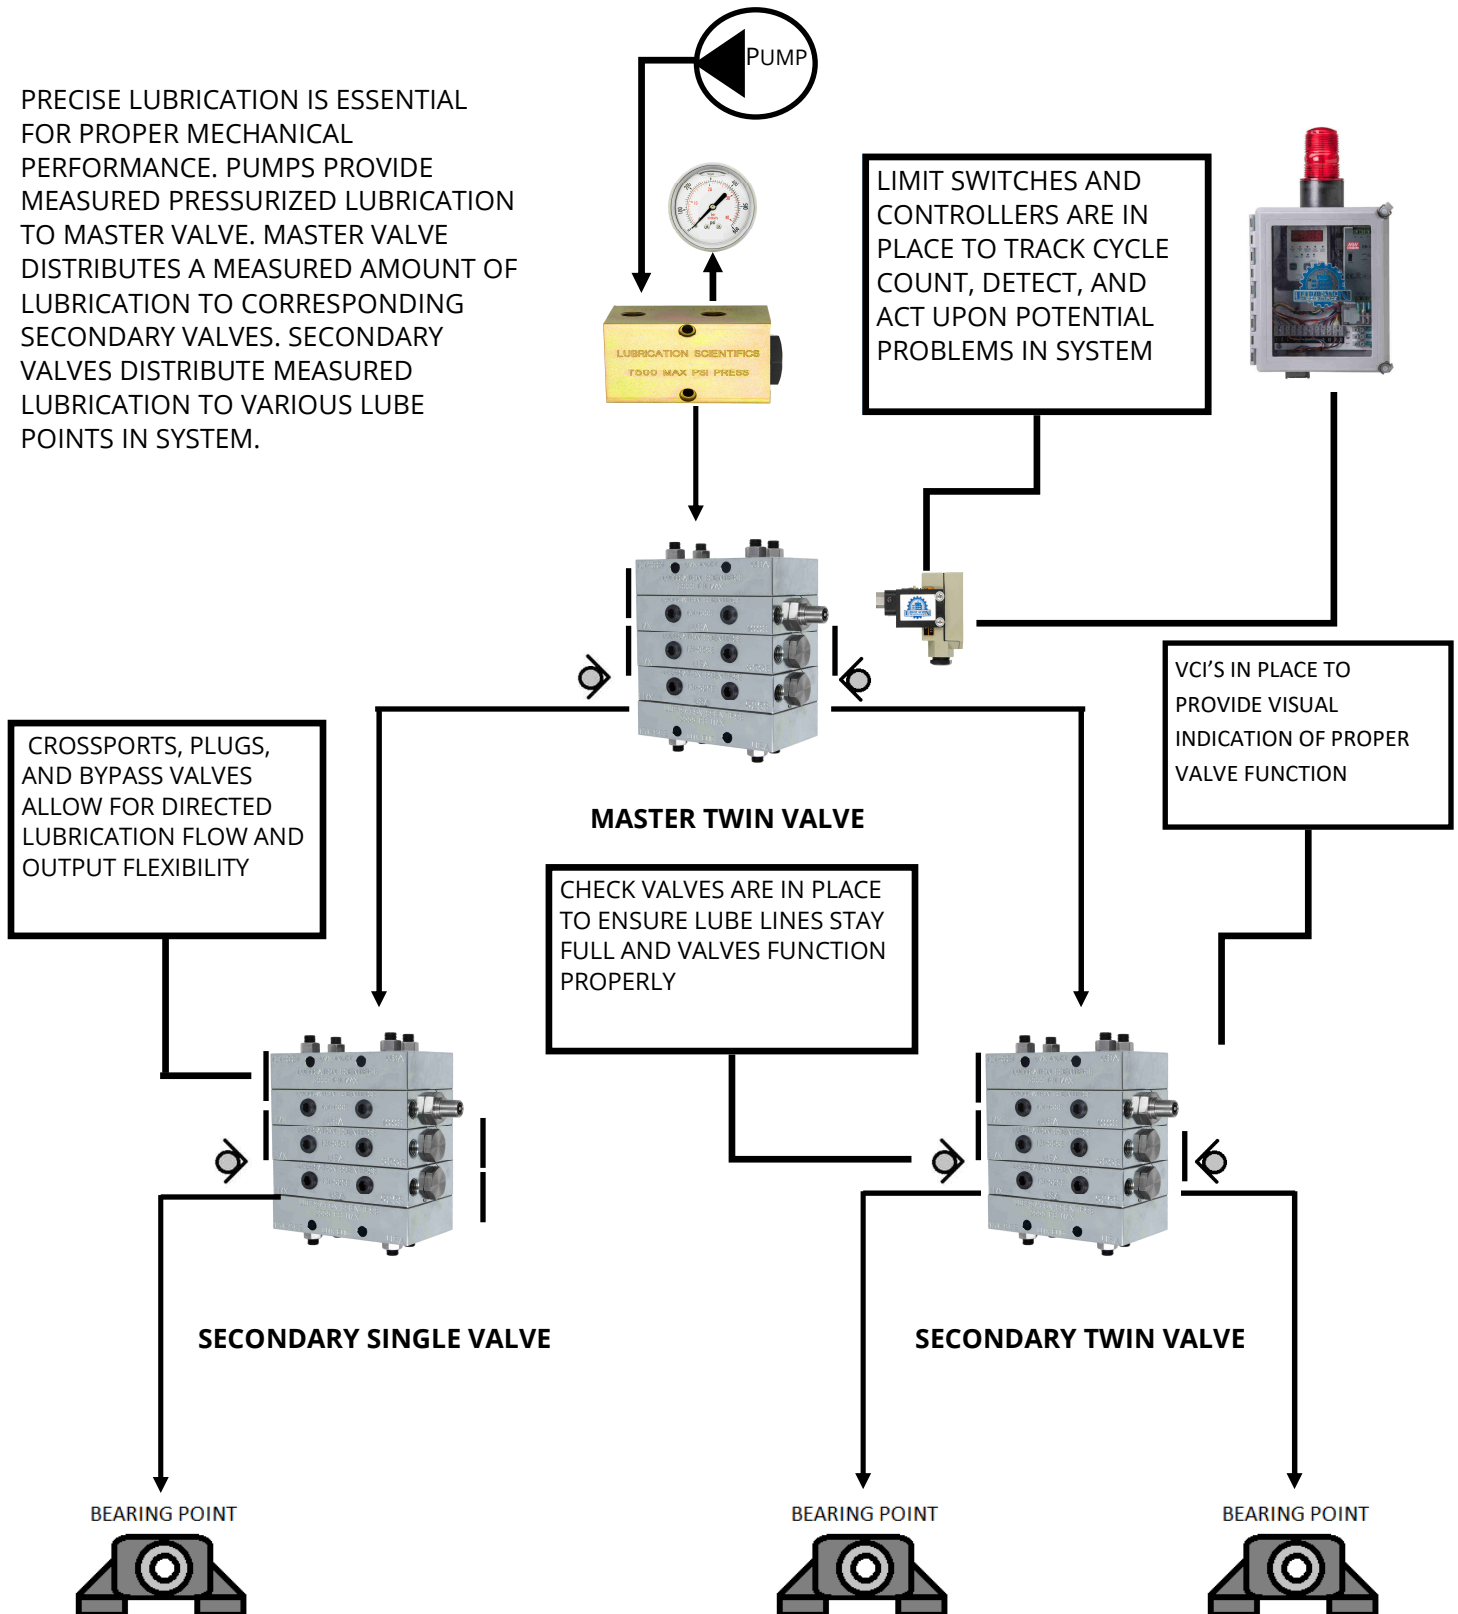 PUMP
PRECISE LUBRICATION IS ESSENTIAL
FOR PROPER MECHANICAL
PERFORMANCE. PUMPS PROVIDE
MEASURED PRESSURIZED LUBRICATION
TO MASTER VALVE. MASTER VALVE
DISTRIBUTES A MEASURED AMOUNT OF
LUBRICATION TO CORRESPONDING
SECONDARY VALVES. SECONDARY
VALVES DISTRIBUTE MEASURED
LUBRICATION TO VARIOUS LUBE
POINTS IN SYSTEM.
LIMIT SWITCHES AND
CONTROLLERS ARE IN
PLACE TO TRACK CYCLE
COUNT, DETECT, AND
ACT UPON POTENTIAL
PROBLEMS IN SYSTEM
LUBRICATION SCIENTIFICS
7500 MAX PSI PRESS
VCI'S IN PLACE TO
PROVIDE VISUAL
INDICATION OF PROPER
VALVE FUNCTION
CROSSPORTS, PLUGS,
AND BYPASS VALVES
ALLOW FOR DIRECTED
LUBRICATION FLOW AND
OUTPUT FLEXIBILITY
MASTER TWIN VALVE
CHECK VALVES ARE IN PLACE
TO ENSURE LUBE LINES STAY
FULL AND VALVES FUNCTION
PROPERLY
SECONDARY SINGLE VALVE
SECONDARY TWIN VALVE
BEARING POINT
BEARING POINT
BEARING POINT